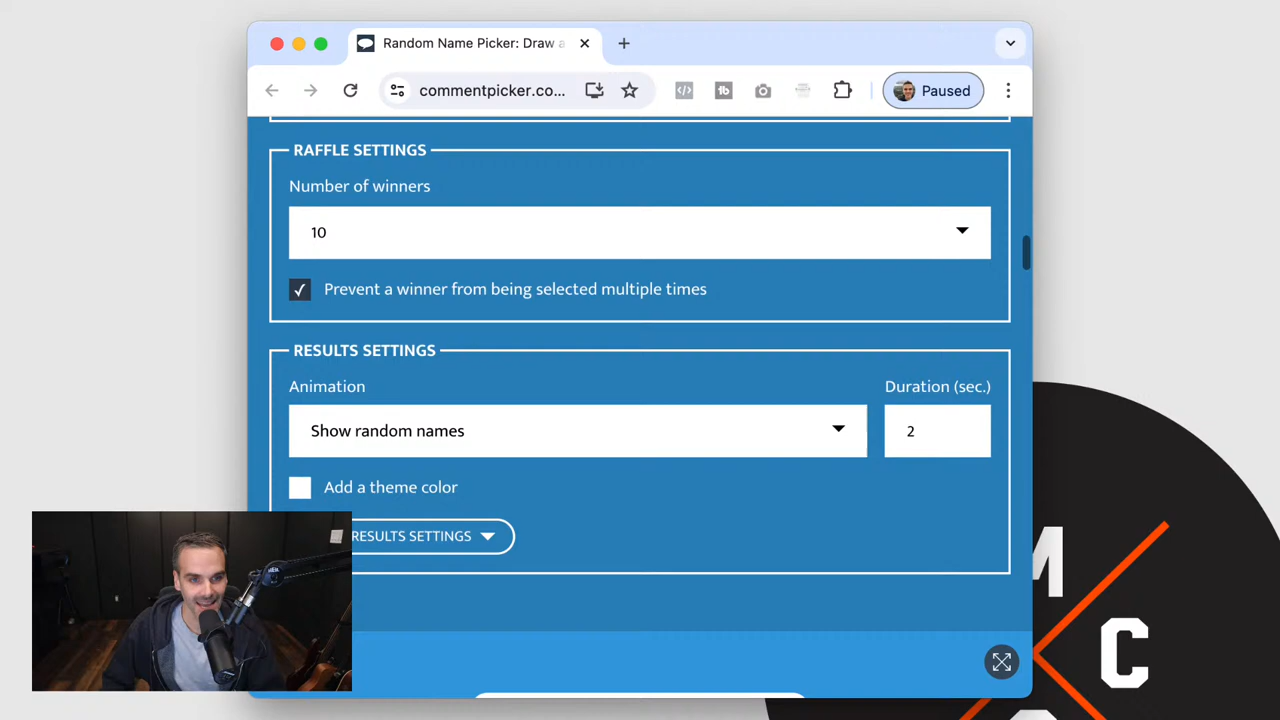 Random Name Picker: Draw a
commentpicker.co...
</>
tb
Paused
RAFFLE SETTINGS
Number of winners
10
Prevent a winner from being selected multiple times
RESULTS SETTINGS
Animation
Duration (sec.)
Show random names
2
Add a theme color
RESULTS SETTINGS
M
C